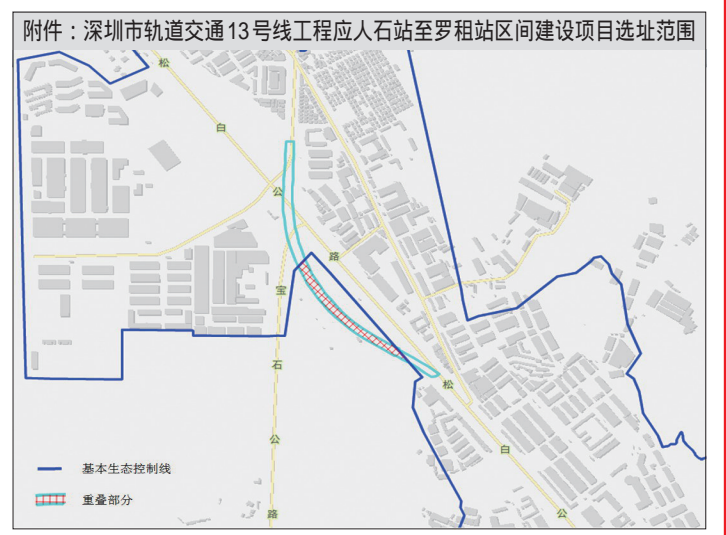 附件：深圳市轨道交通13号线工程应人石站至罗租站区间建设项目选址范围
松
白
公
路
宝
石
公
路
松
白
公
基本生态控制线
重叠部分